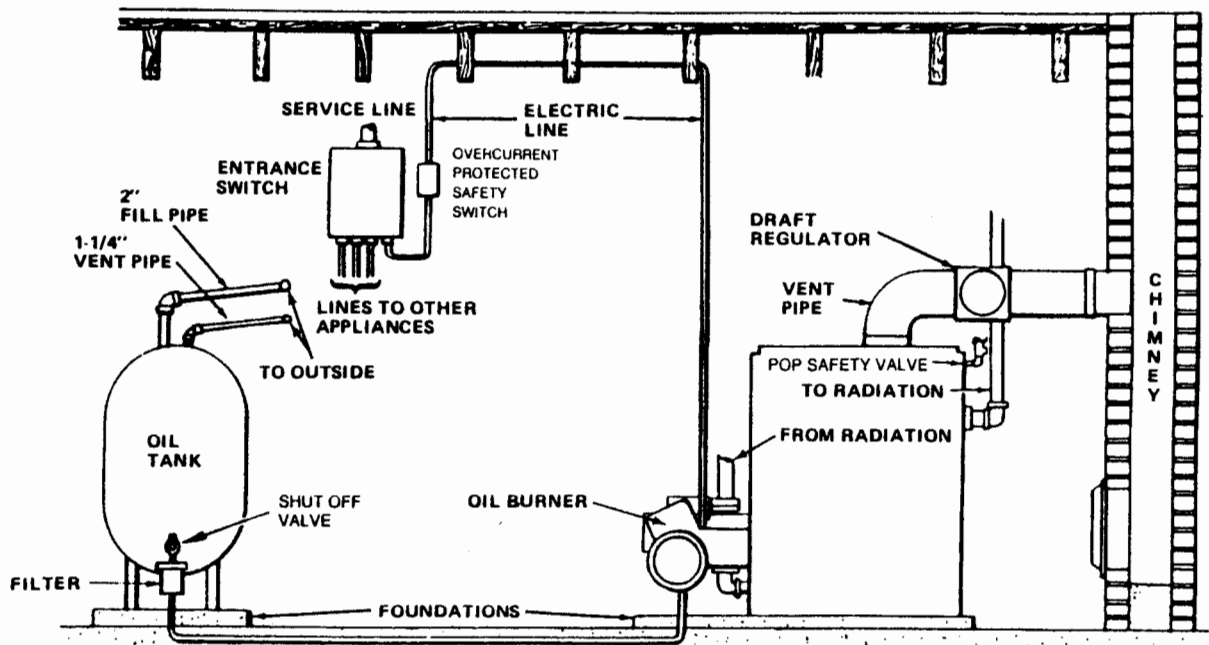 SERVICE LINE
ELECTRIC
LINE
ENTRANCE
SWITCH
OVERCURRENT
PROTECTED
SAFETY
SWITCH
2"
FILL PIPE
1-1/4"
VENT PIPE
LINES TO OTHER
APPLIANCES
TO OUTSIDE
DRAFT
REGULATOR
VENT
PIPE
CHIMNEY
POP SAFETY VALVE
TO RADIATION
FROM RADIATION
OIL
TANK
OIL BURNER
SHUT OFF
VALVE
FILTER
FOUNDATIONS